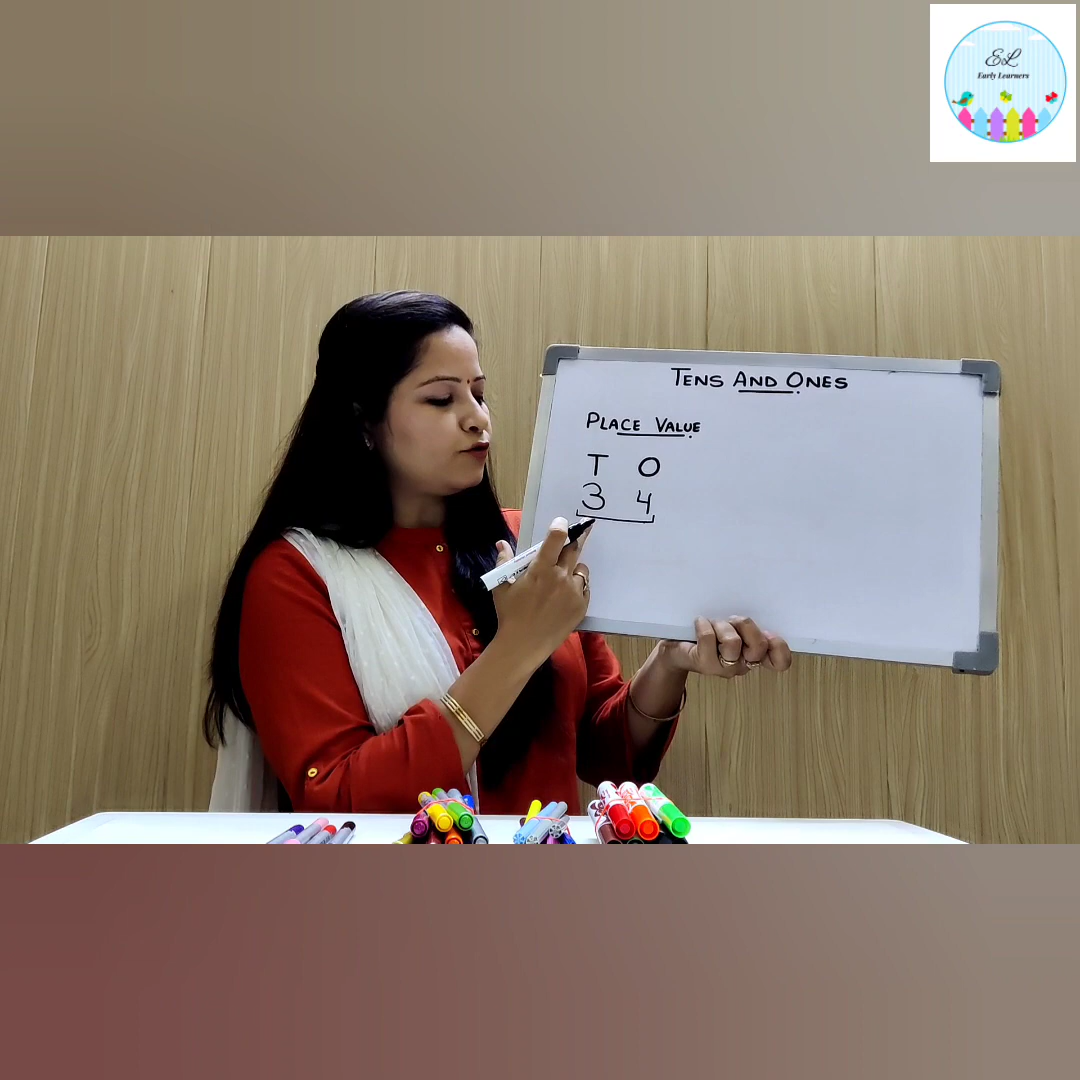 EL
Early Learners
TENS AND ONES
PLACE VALUE
T O
3 4